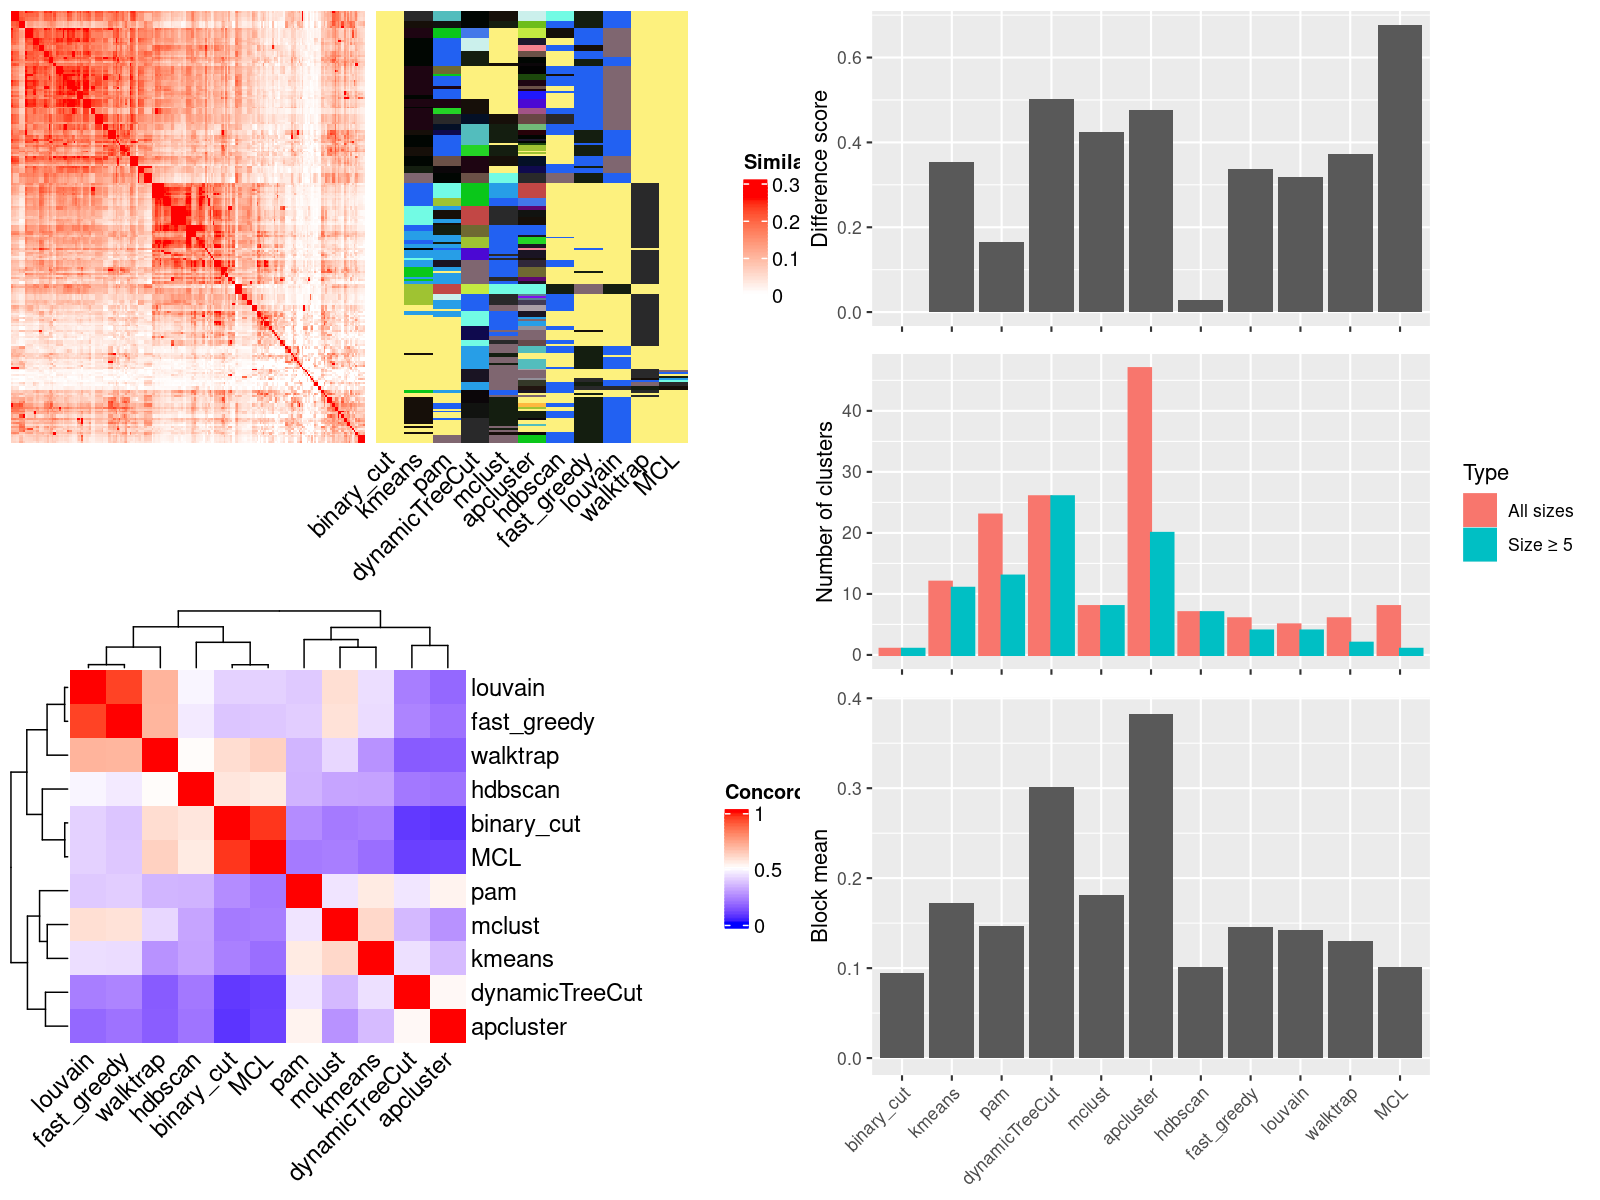 binary_cut
kmeans
pam
dynamicTreeCut
mclust
apcluster
hdbscan
fast_greedy
louvain
walktrap
MCL
Simila
0.3
0.2
0.1
0
louvain
fast_greedy
walktrap
hdbscan
binary_cut
MCL
pam
mclust
kmeans
dynamicTreeCut
apcluster
louvain
fast_greedy
walktrap
hdbscan
binary_cut
MCL
pam
mclust
kmeans
dynamicTreeCut
apcluster
Concord
1
0.5
0
Difference score
0.6
0.4
0.2
0.0
Number of clusters
40
30
20
10
0
Type
All sizes
Size ≥ 5
Block mean
0.4
0.3
0.2
0.1
0.0
binary_cut
kmeans
pam
dynamicTreeCut
mclust
apcluster
hdbscan
fast_greedy
louvain
walktrap
MCL